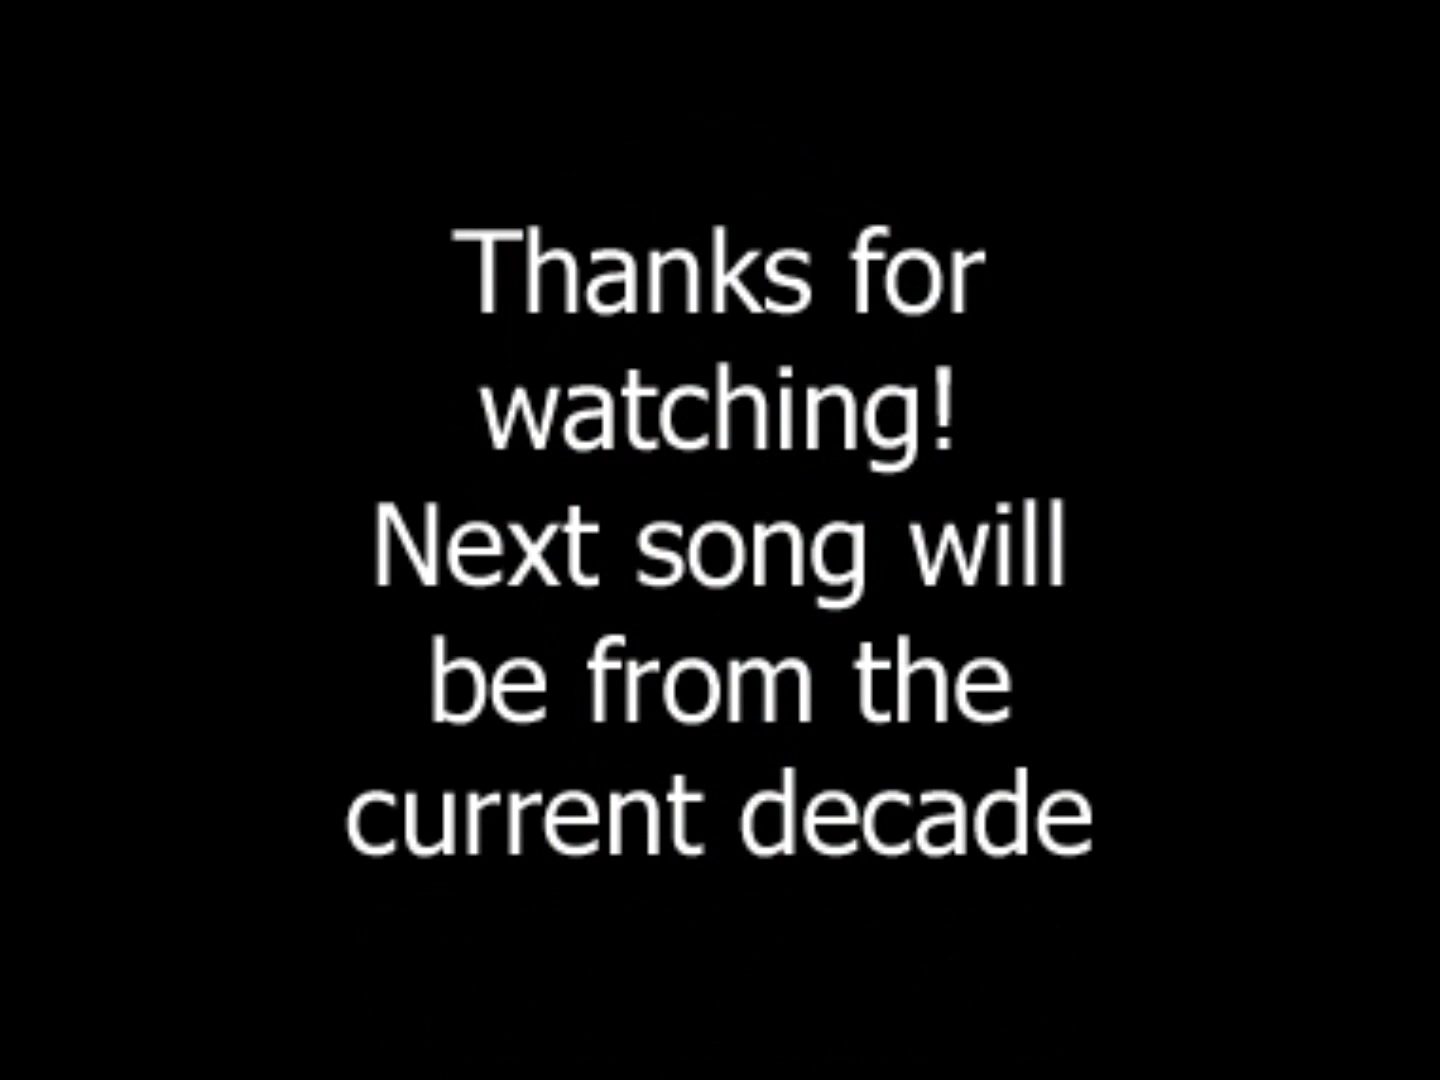 Thanks for
watching!
Next song will
be from the
current decade